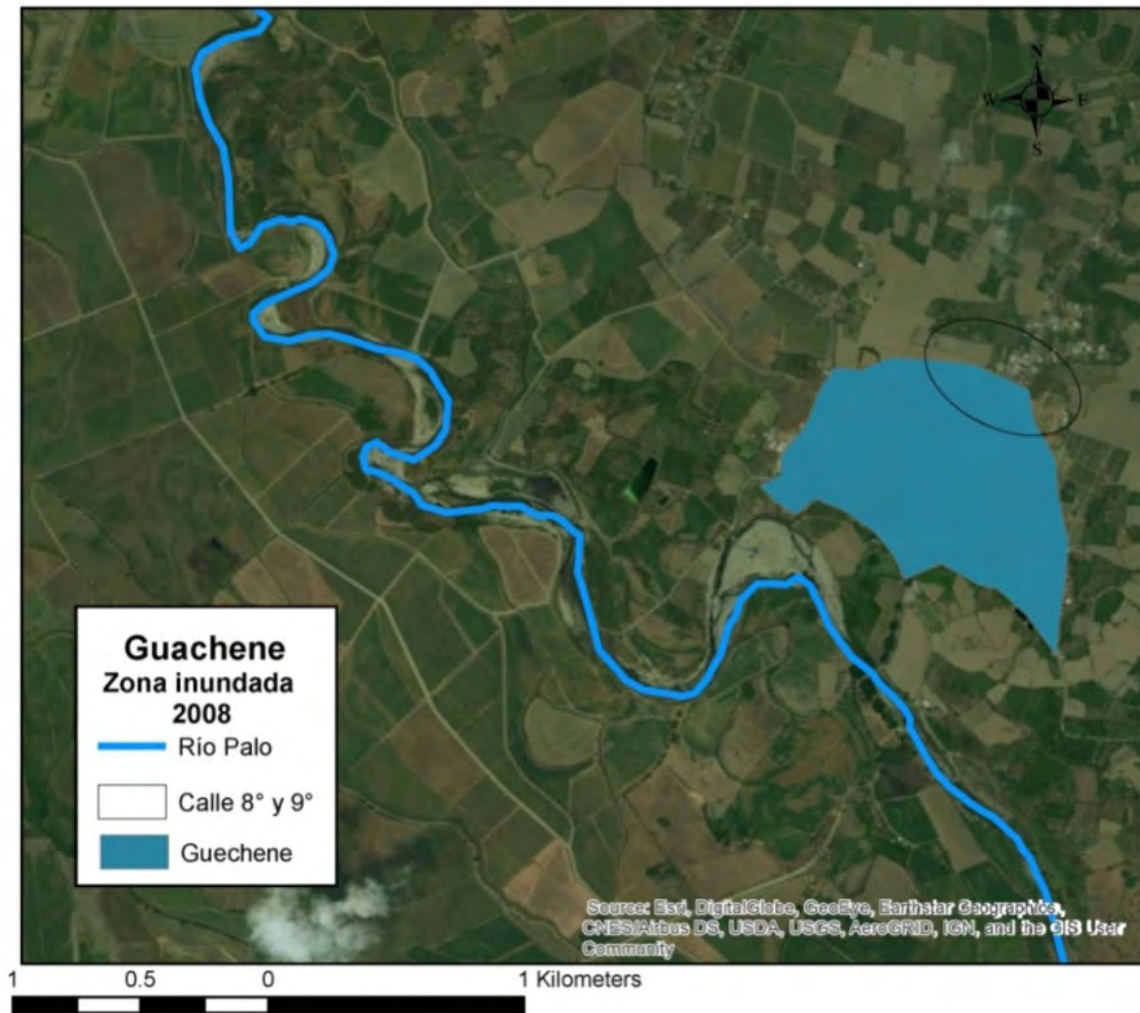 N
W E
S
Guachene
Zona inundada
2008
Río Palo
Calle 8° y 9°
Guechene
Source: Esri, DigitalGlobe, GeoEye, Earthstar Geographics,
CNES/Airbus DS, USDA, USGS, AeroGRID, IGN, and the GIS User
Community
1 0.5 0 1 Kilometers